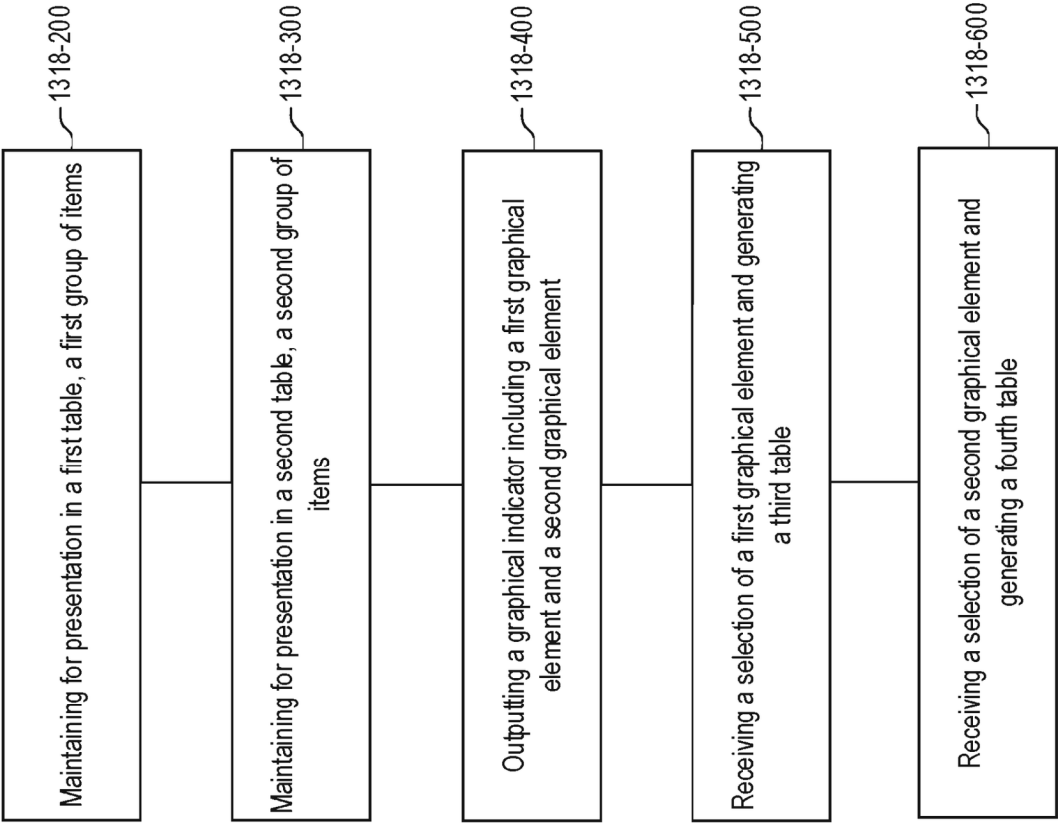 1318-200
Maintaining for presentation in a first table, a first group of items
1318-300
Maintaining for presentation in a second table, a second group of
items
1318-400
Outputting a graphical indicator including a first graphical
element and a second graphical element
1318-500
Receiving a selection of a first graphical element and generating
a third table
1318-600
Receiving a selection of a second graphical element and
generating a fourth table